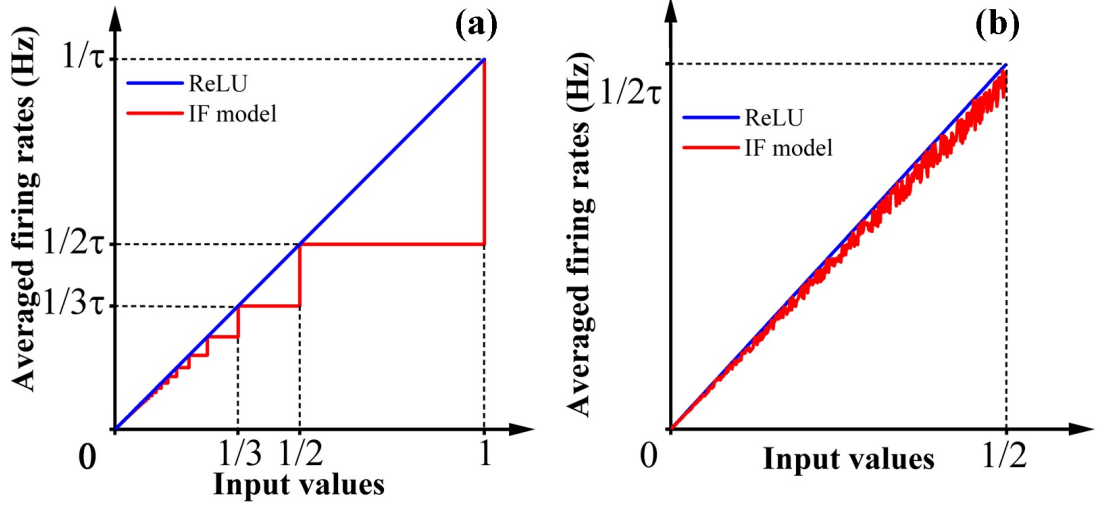 (a)
Averaged firing rates (Hz)
1/τ
1/2τ
1/3τ
ReLU
IF model
0
1/3
1/2
1
Input values
(b)
Averaged firing rates (Hz)
1/2τ
ReLU
IF model
0
Input values
1/2